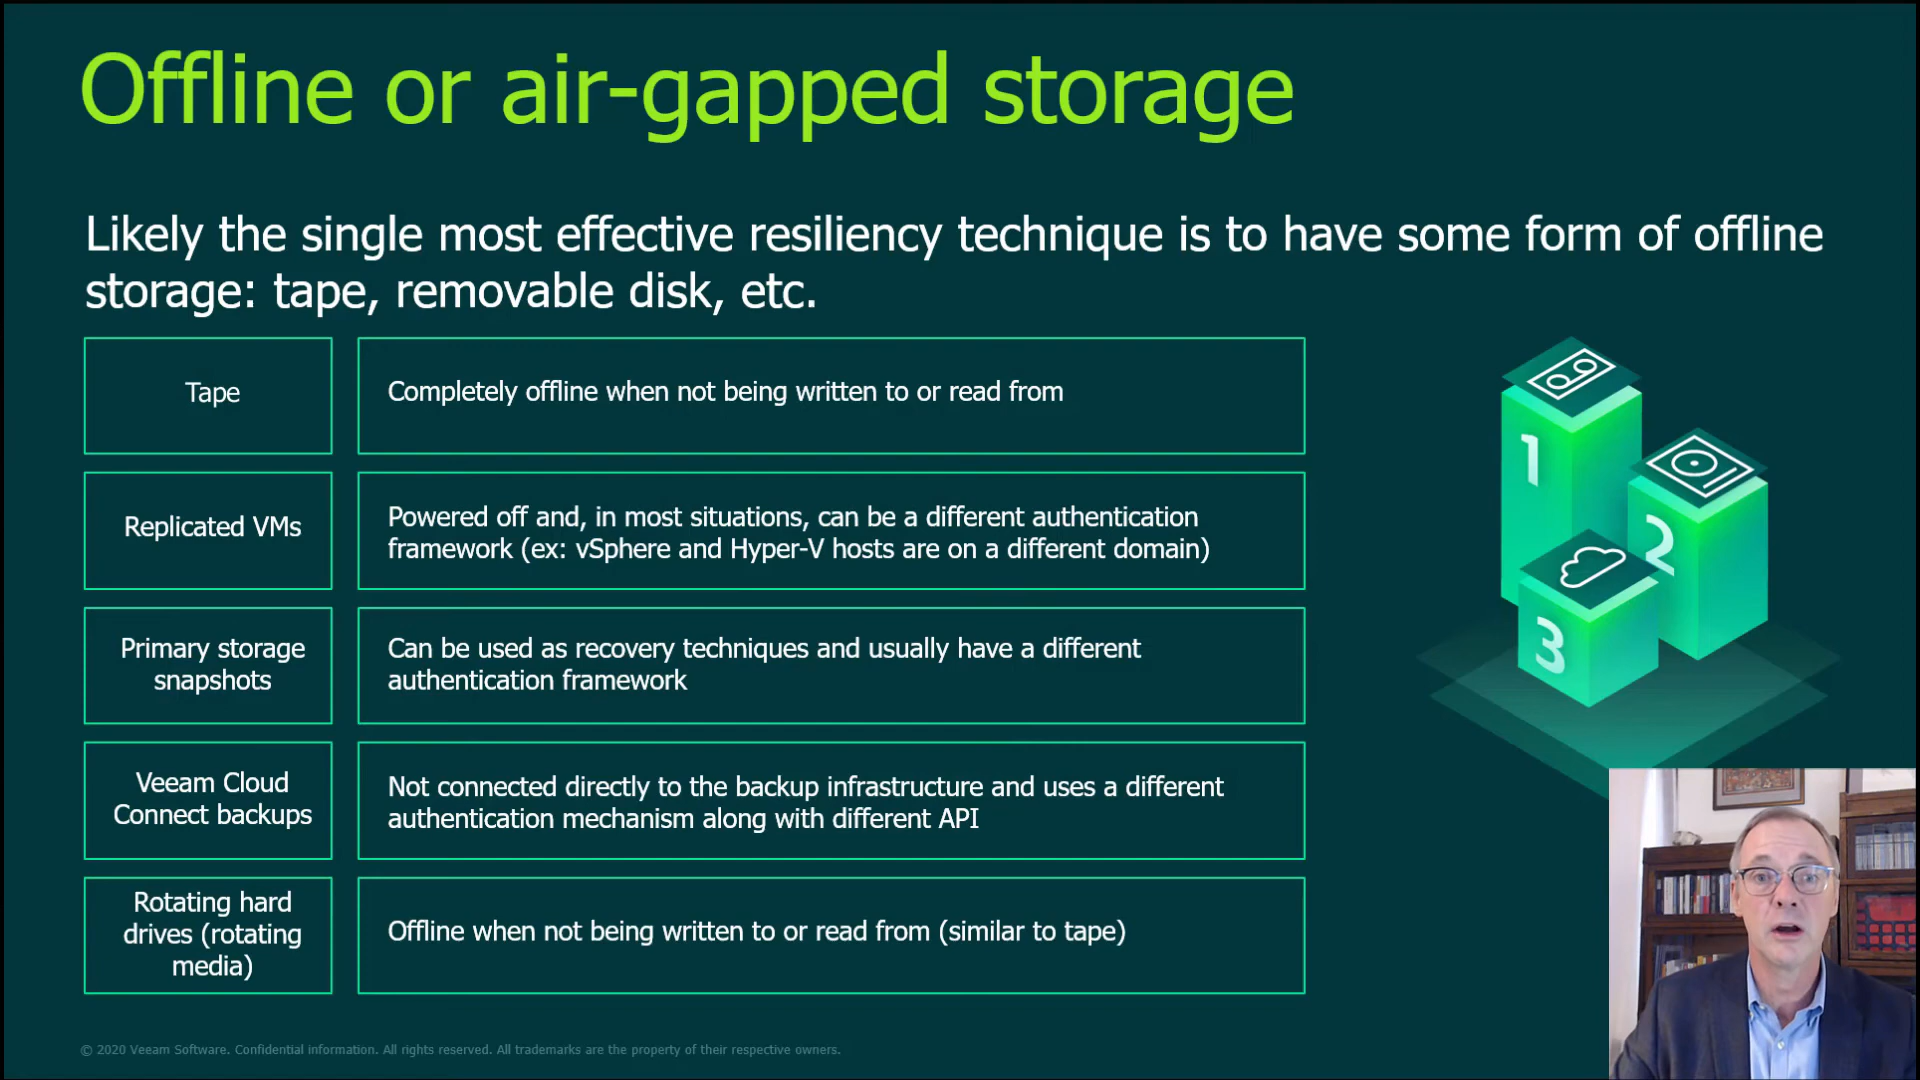 Offline or air-gapped storage
Likely the single most effective resiliency technique is to have some form of offline
storage: tape, removable disk, etc.
Tape
Completely offline when not being written to or read from
Replicated VMs
Powered off and, in most situations, can be a different authentication
framework (ex: vSphere and Hyper-V hosts are on a different domain)
Primary storage
snapshots
Can be used as recovery techniques and usually have a different
authentication framework
Veeam Cloud
Connect backups
Not connected directly to the backup infrastructure and uses a different
authentication mechanism along with different API
Rotating hard
drives (rotating
media)
Offline when not being written to or read from (similar to tape)
1
2
3
© 2020 Veeam Software. Confidential information. All rights reserved. All trademarks are the property of their respective owners.